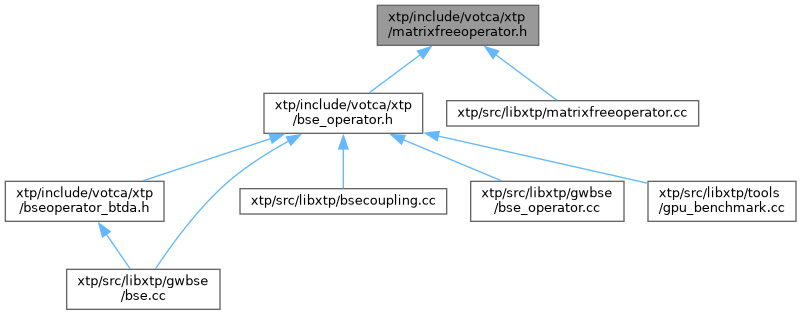 xtp/include/votca/xtp
/matrixfreeoperator.h
xtp/include/votca/xtp
/bse_operator.h
xtp/src/libxtp/matrixfreeoperator.cc
xtp/include/votca/xtp
/bseoperator_btda.h
xtp/src/libxtp/bsecoupling.cc
xtp/src/libxtp/gwbse
/bse_operator.cc
xtp/src/libxtp/tools
/gpu_benchmark.cc
xtp/src/libxtp/gwbse
/bse.cc